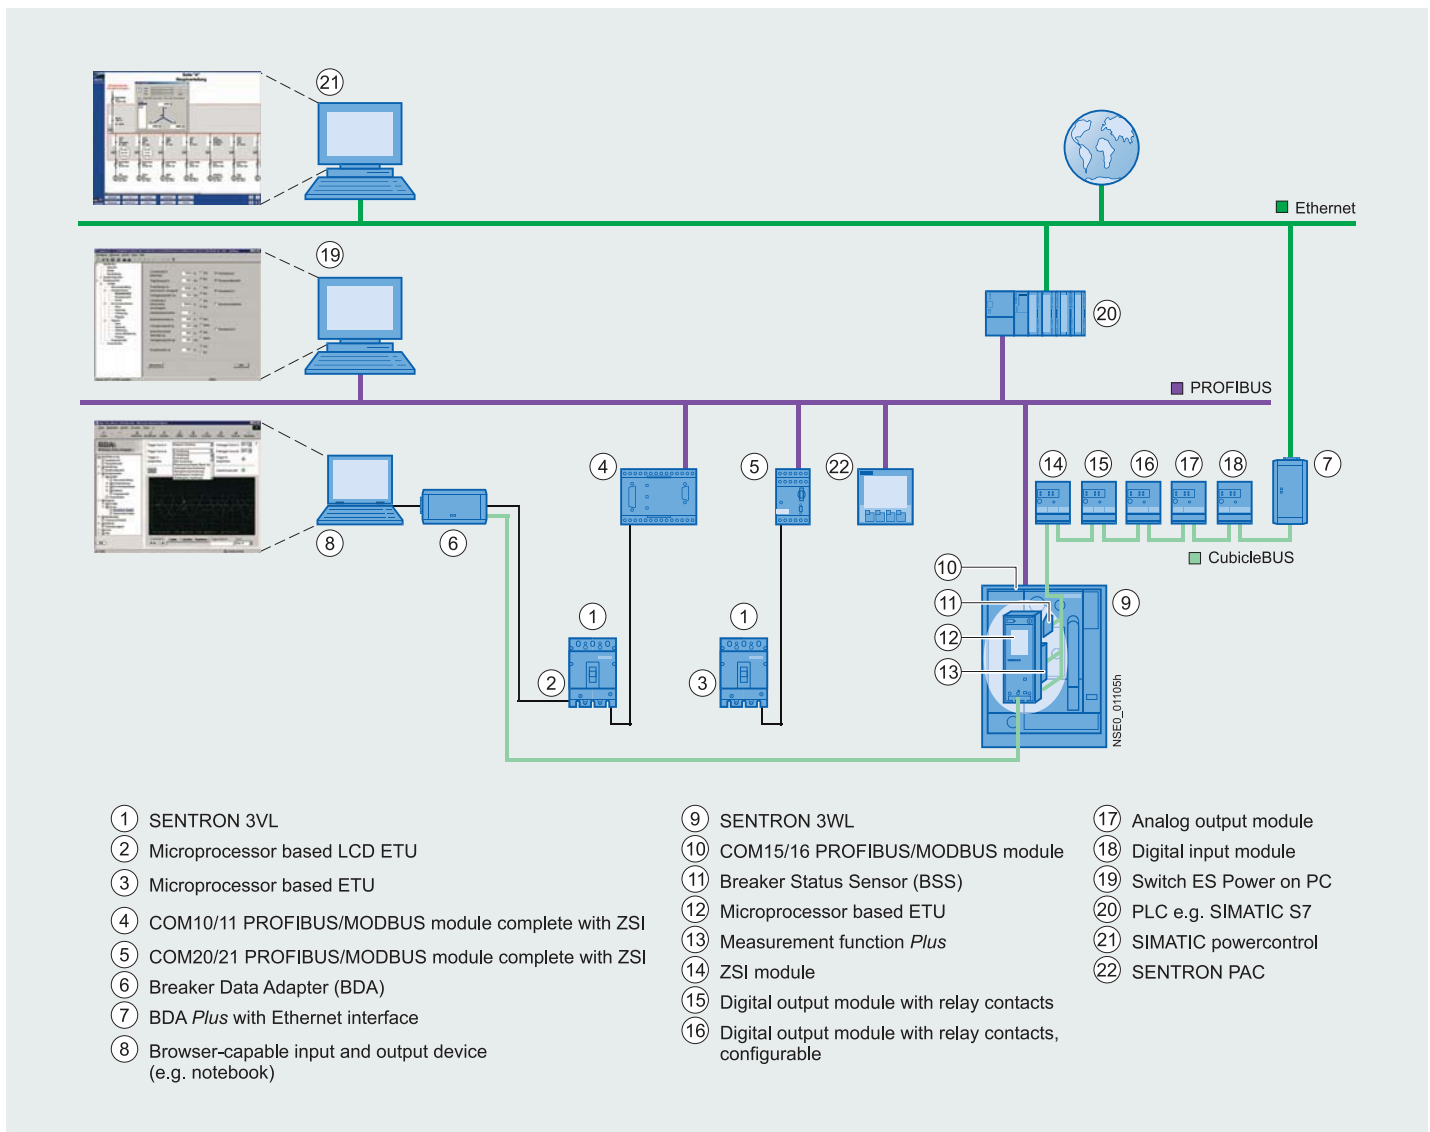 21
Ethernet
19
20
PROFIBUS
BDA
4
5
22
14
15
16
17
18
7
8
6
CubicleBUS
10
11
9
1
1
12
2
3
13
NSE0_01105h
1 SENTRON 3VL
2 Microprocessor based LCD ETU
3 Microprocessor based ETU
4 COM10/11 PROFIBUS/MODBUS module complete with ZSI
5 COM20/21 PROFIBUS/MODBUS module complete with ZSI
6 Breaker Data Adapter (BDA)
7 BDA Plus with Ethernet interface
8 Browser-capable input and output device
(e.g. notebook)
9 SENTRON 3WL
10 COM15/16 PROFIBUS/MODBUS module
11 Breaker Status Sensor (BSS)
12 Microprocessor based ETU
13 Measurement function Plus
14 ZSI module
15 Digital output module with relay contacts
16 Digital output module with relay contacts,
configurable
17 Analog output module
18 Digital input module
19 Switch ES Power on PC
20 PLC e.g. SIMATIC S7
21 SIMATIC powercontrol
22 SENTRON PAC